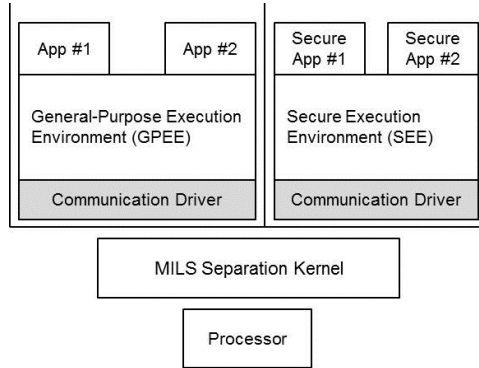 App #1
App #2
Secure
App #1
Secure
App #2
General-Purpose Execution
Environment (GPEE)
Secure Execution
Environment (SEE)
Communication Driver
Communication Driver
MILS Separation Kernel
Processor